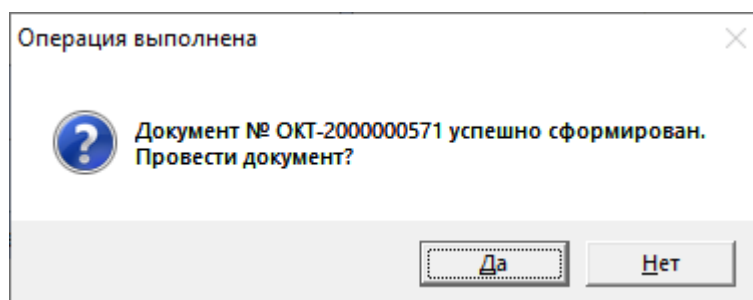 Операция выполнена
Документ № ОКТ-2000000571 успешно сформирован.
Провести документ?
Да
Нет